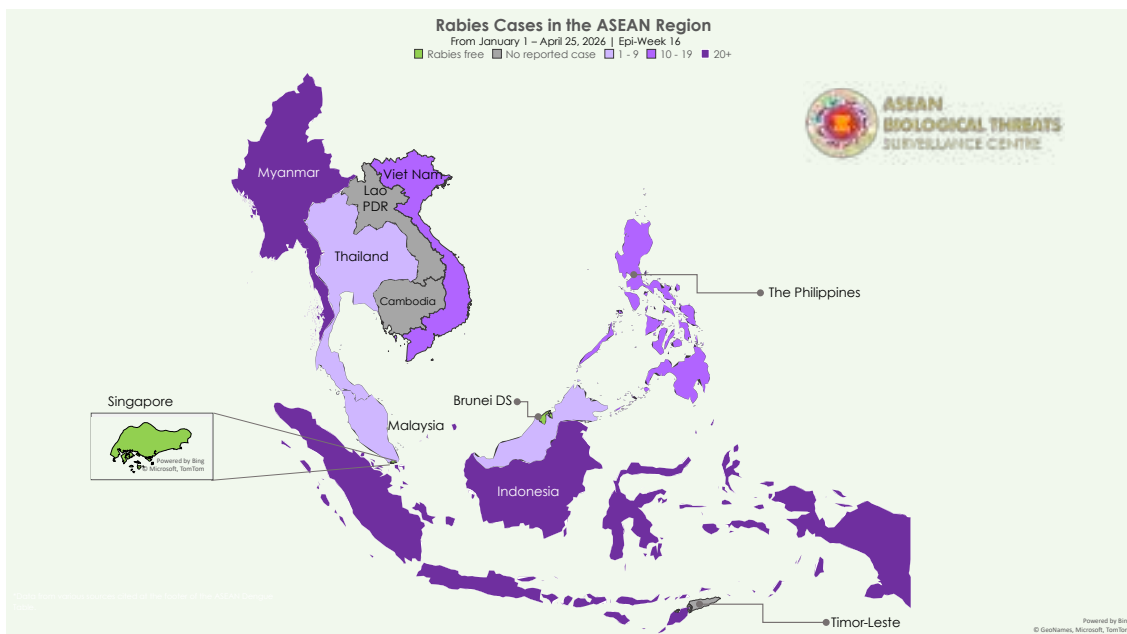 Rabies Cases in the ASEAN Region
From January 1 – April 25, 2026 | Epi-Week 16
Rabies free No reported case 1 - 9 10 - 19 20+
ASEAN
BIOLOGICAL THREATS
SURVEILLANCE CENTRE
Myanmar
Viet Nam
Lao
PDR
Thailand
Cambodia
The Philippines
Singapore
Brunei DS
Malaysia
Powered by Bing
© Microsoft, TomTom
Indonesia
Timor-Leste
Powered by Bin
© GeoNames, Microsoft, TomTom